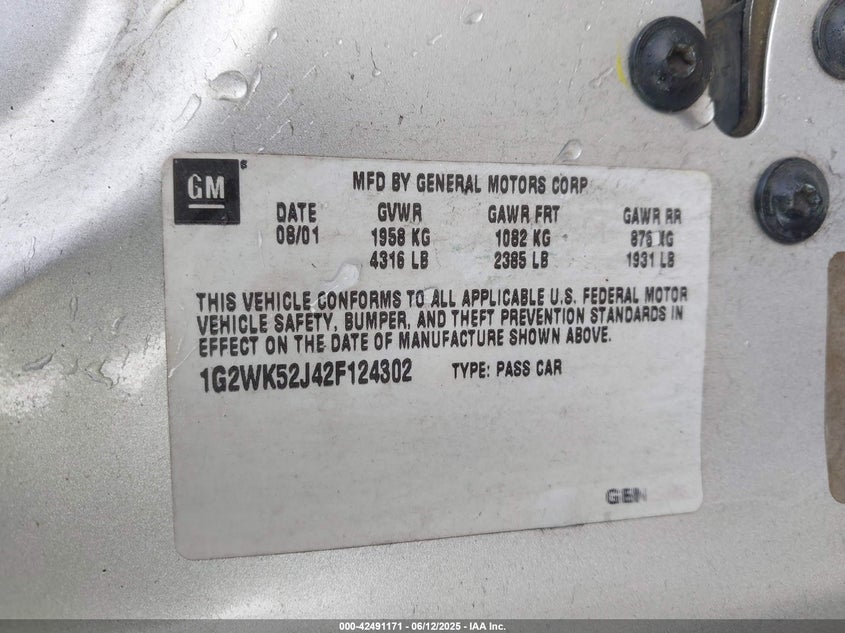 GM
MFD BY GENERAL MOTORS CORP
DATE GVWR GAWR FRT GAWR RR
08/01 1958 KG 1082 KG 876 KG
4316 LB 2385 LB 1931 LB
THIS VEHICLE CONFORMS TO ALL APPLICABLE U.S. FEDERAL MOTOR
VEHICLE SAFETY, BUMPER, AND THEFT PREVENTION STANDARDS IN
EFFECT ON THE DATE OF MANUFACTURE SHOWN ABOVE.
1G2WK52J42F124302 TYPE: PASS CAR
GEN
000-42491171 - 06/12/2025 - IAA Inc.